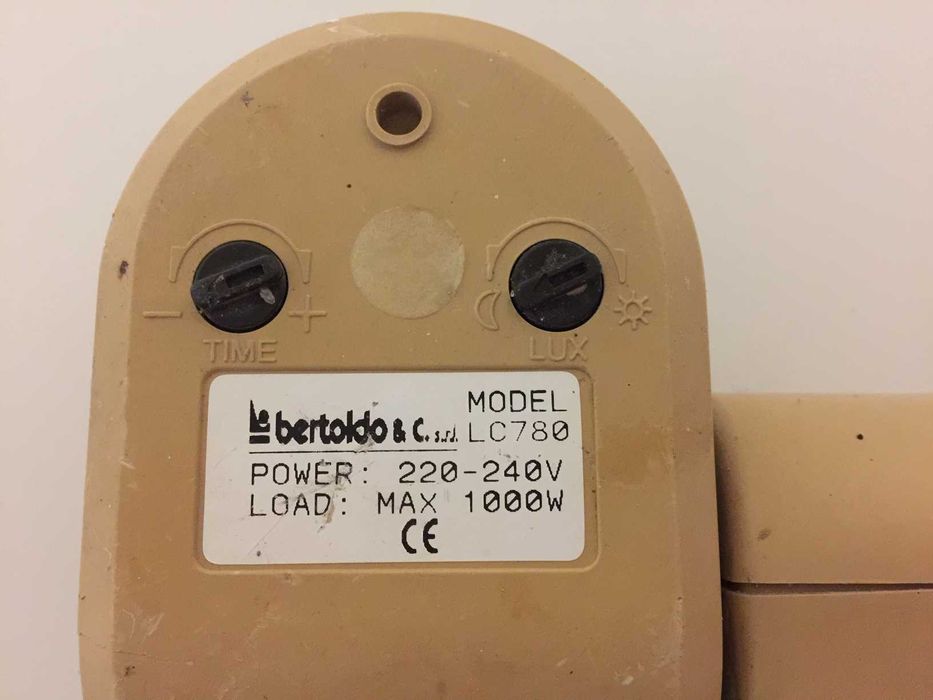 − +
TIME LUX
MODEL
bertoldo & C. s.r.l. LC780
POWER: 220-240V
LOAD: MAX 1000W
CE